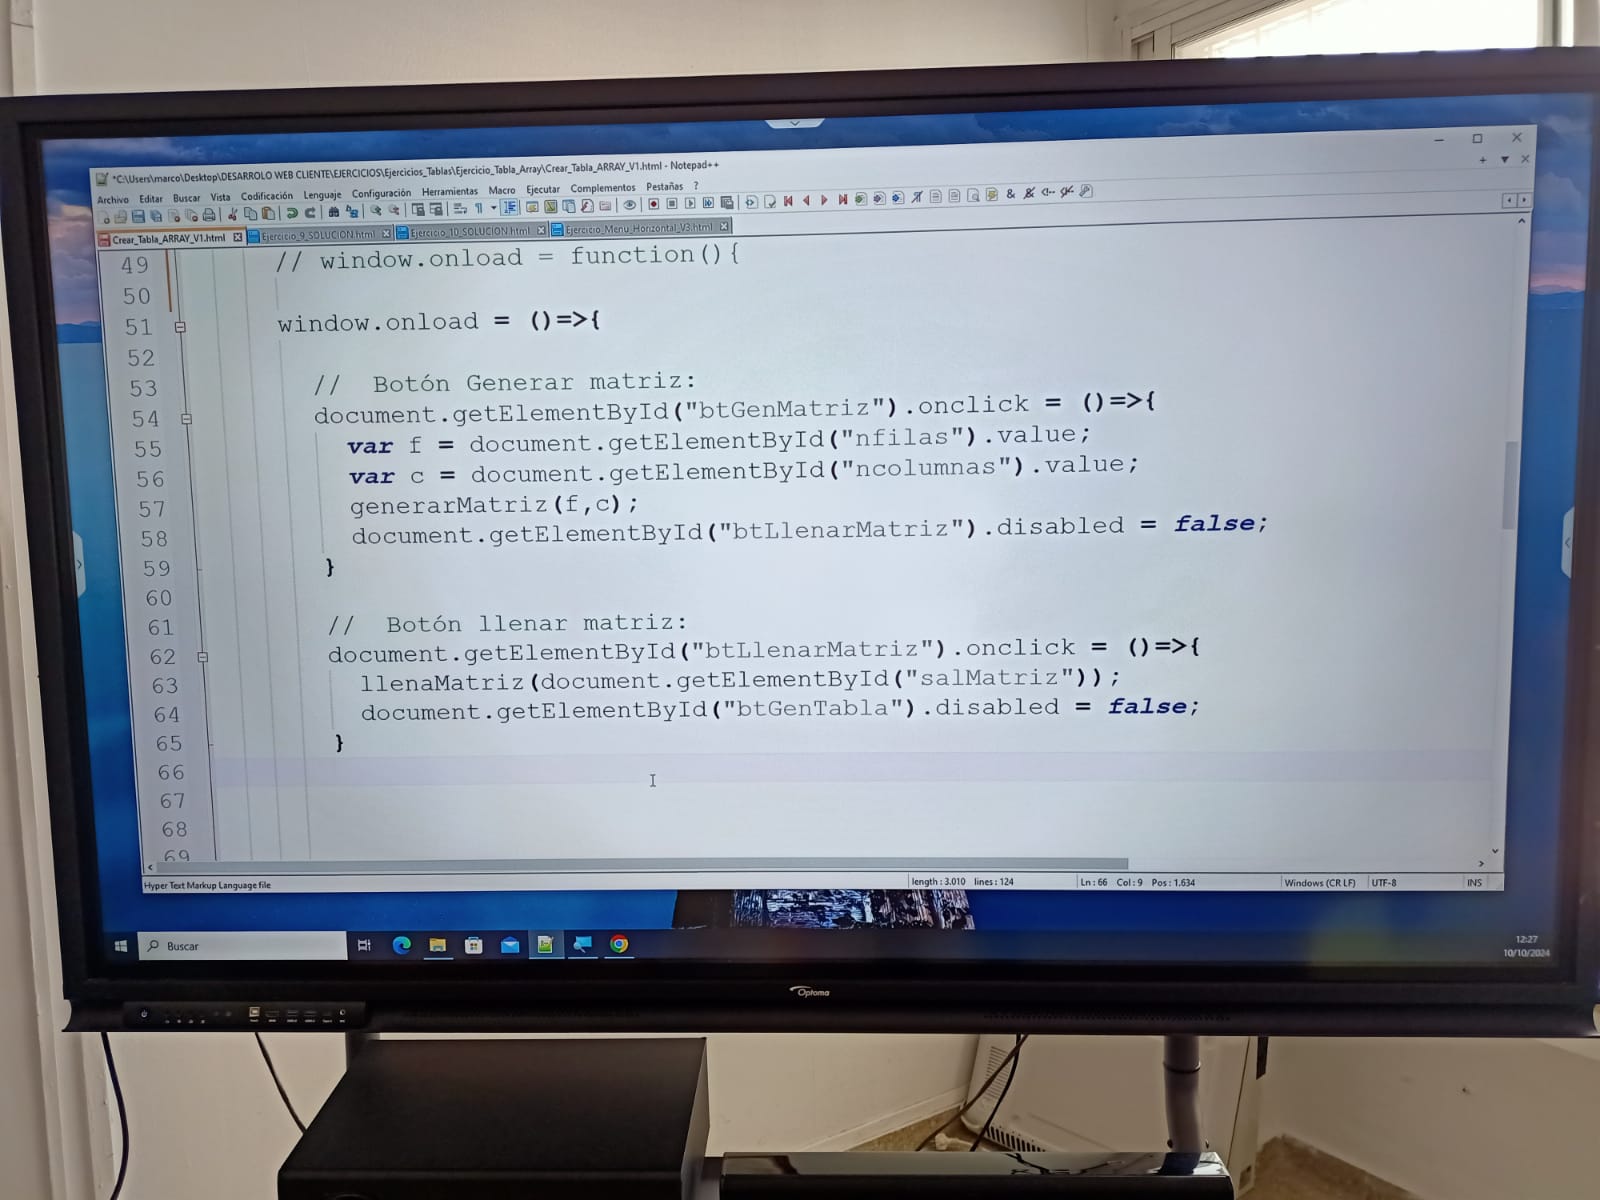 *C:\Users\marco\Desktop\DESARROLO WEB CLIENTE\EJERCICIOS\Ejercicios_Tablas\Ejercicio_Tabla_Array\Crear_Tabla_ARRAY_V1.html - Notepad++
Archivo Editar Buscar Vista Codificación Lenguaje Configuración Herramientas Macro Ejecutar Complementos Pestañas ?
Crear_Tabla_ARRAY_V1.html Ejercicio_9_SOLUCION.html Ejercicio_10_SOLUCION.html Ejercicio_Menu_Horizontal_V3.html
49 // window.onload = function(){
50
51 window.onload = ()=>{
52
53 // Botón Generar matriz:
54 document.getElementById("btGenMatriz").onclick = ()=>{
55 var f = document.getElementById("nfilas").value;
56 var c = document.getElementById("ncolumnas").value;
57 generarMatriz(f,c);
58 document.getElementById("btLlenarMatriz").disabled = false;
59 }
60
61 // Botón llenar matriz:
62 document.getElementById("btLlenarMatriz").onclick = ()=>{
63 llenaMatriz(document.getElementById("salMatriz"));
64 document.getElementById("btGenTabla").disabled = false;
65 }
66
67
68
69
Hyper Text Markup Language file length : 3.010 lines : 124 Ln : 66 Col : 9 Pos : 1.634 Windows (CR LF) UTF-8 INS
Buscar
12:27
10/10/2024
Optoma